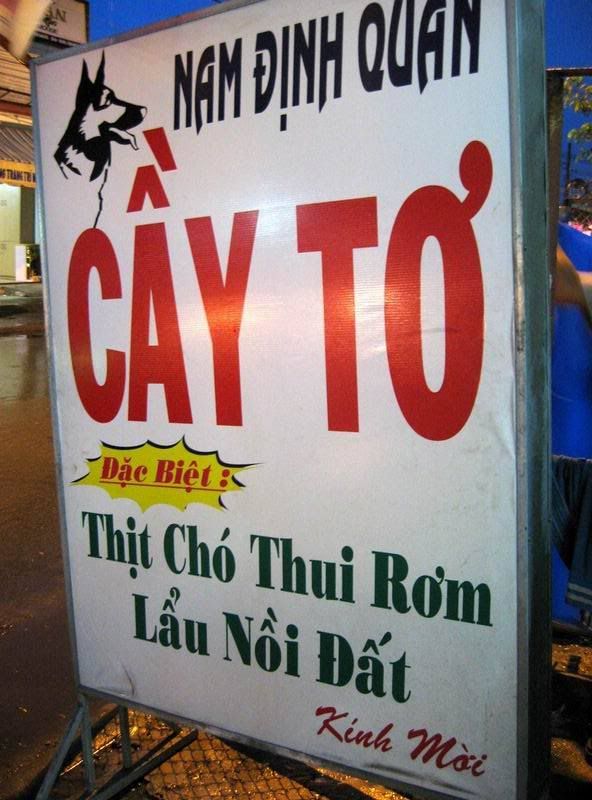 NAM ĐỊNH QUÁN
CẦY TƠ
Đặc Biệt :
Thịt Chó Thui Rơm
Lẩu Nồi Đất
Kính Mời